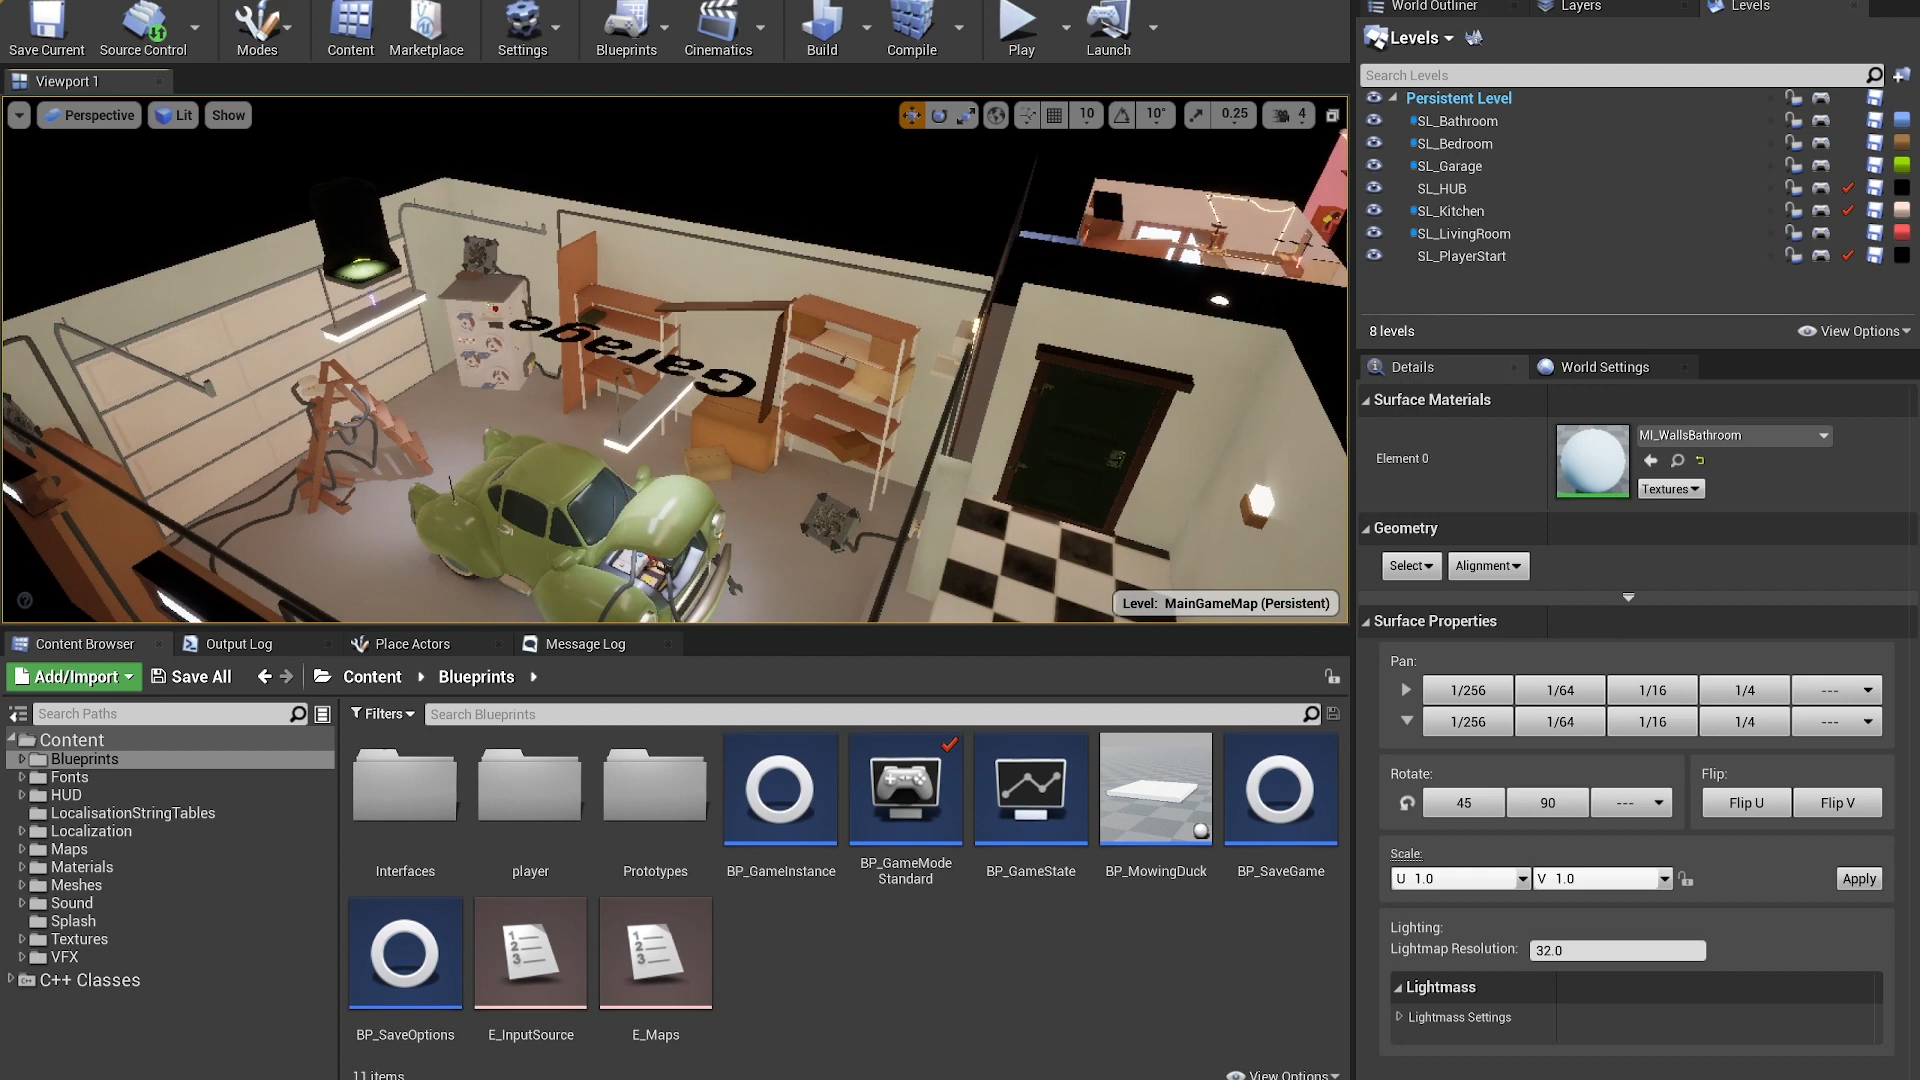 World Outliner
Layers
Levels
Save Current
Source Control
Modes
Content
Marketplace
Settings
Blueprints
Cinematics
Build
Compile
Play
Launch
Levels
Viewport 1
Search Levels
Perspective
Lit
Show
10
10°
0.25
4
Persistent Level
SL_Bathroom
SL_Bedroom
SL_Garage
SL_HUB
SL_Kitchen
SL_LivingRoom
SL_PlayerStart
8 levels
View Options
Garage
Level: MainGameMap (Persistent)
Details
World Settings
Surface Materials
Element 0
MI_WallsBathroom
Textures
Geometry
Select
Alignment
Surface Properties
Pan:
1/256
1/64
1/16
1/4
---
1/256
1/64
1/16
1/4
---
Rotate:
45
90
---
Flip:
Flip U
Flip V
Scale:
U 1.0
V 1.0
Apply
Lighting:
Lightmap Resolution:
32.0
Lightmass
Lightmass Settings
Content Browser
Output Log
Place Actors
Message Log
Add/Import
Save All
Content
Blueprints
Search Paths
Filters
Search Blueprints
Content
Blueprints
Fonts
HUD
LocalisationStringTables
Localization
Maps
Materials
Meshes
Sound
Splash
Textures
VFX
C++ Classes
Interfaces
player
Prototypes
BP_GameInstance
BP_GameMode
Standard
BP_GameState
BP_MowingDuck
BP_SaveGame
BP_SaveOptions
1
2
3
E_InputSource
1
2
3
E_Maps
11 items
View Options